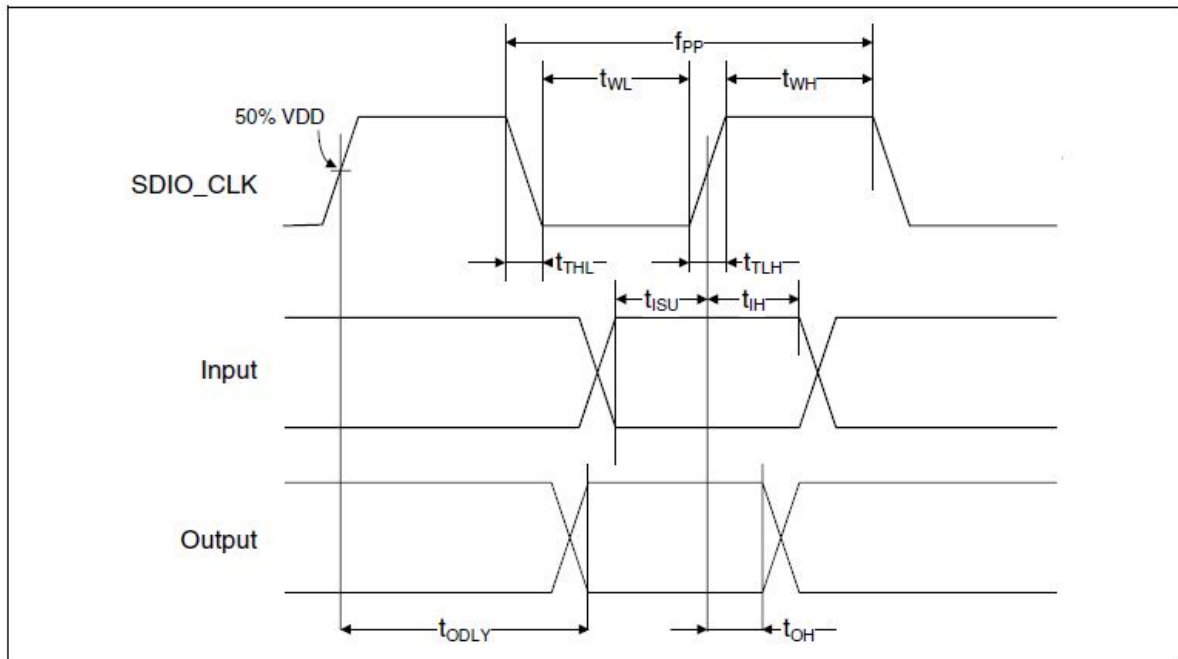 fPP
tWL
tWH
50% VDD
SDIO_CLK
tTHL
tTLH
tISU
tIH
Input
Output
tODLY
tOH